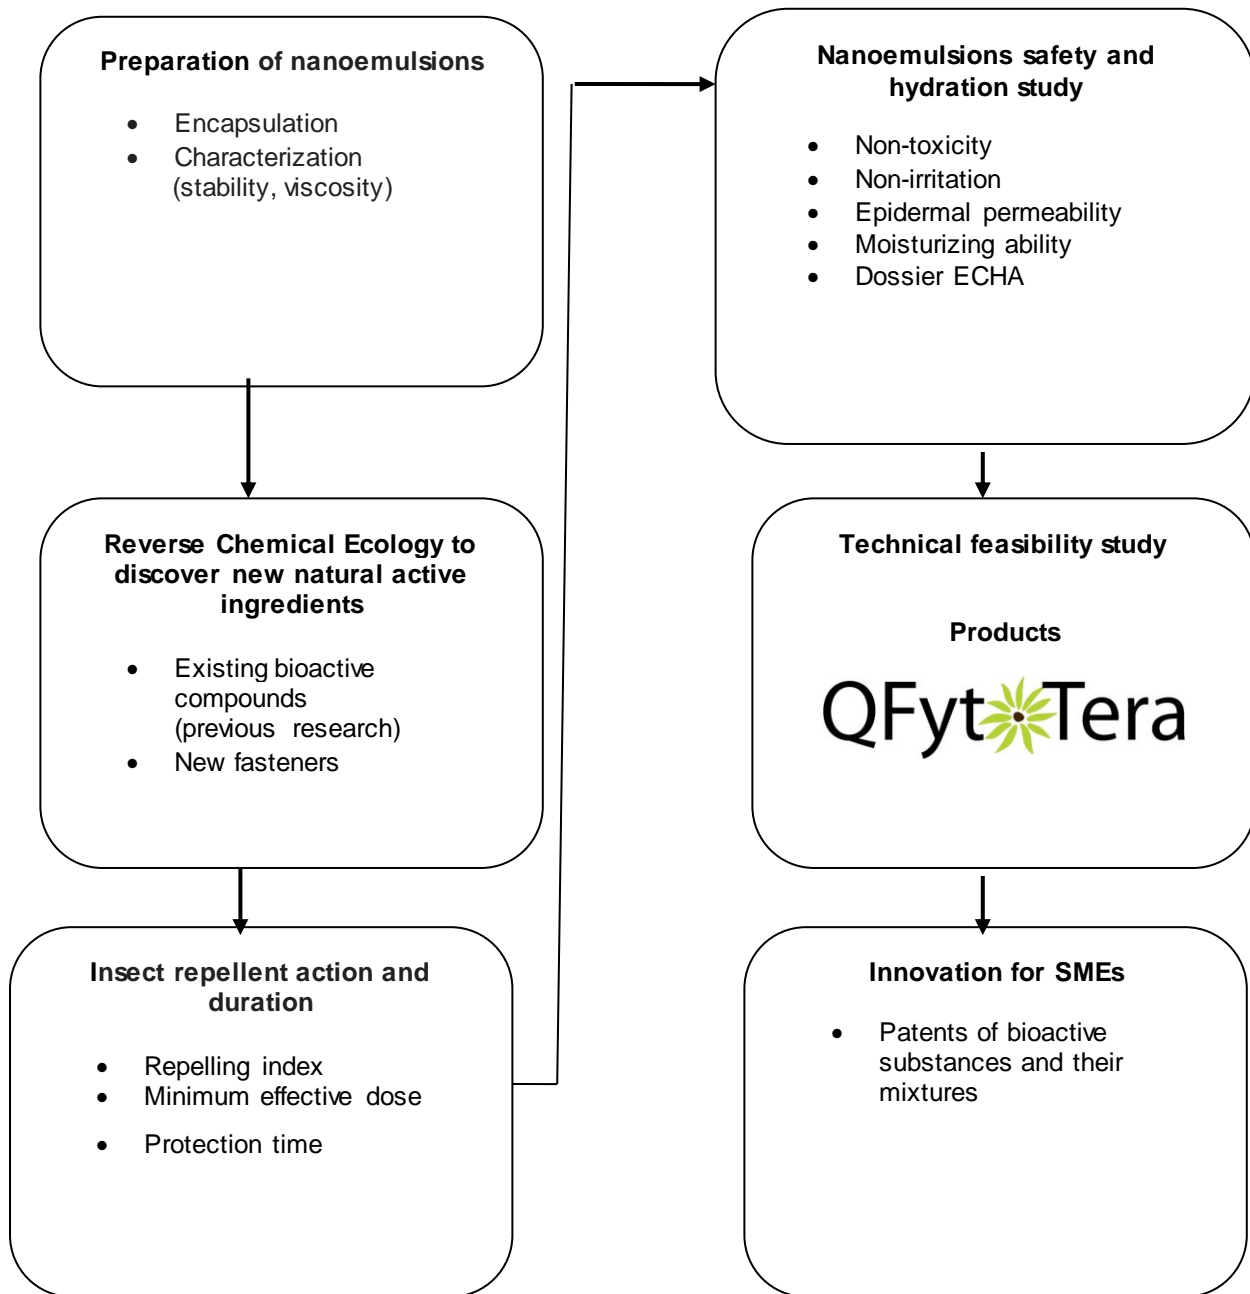 Preparation of nanoemulsions
• Encapsulation
• Characterization
(stability, viscosity)
Reverse Chemical Ecology to
discover new natural active
ingredients
• Existing bioactive
compounds
(previous research)
• New fasteners
Insect repellent action and
duration
• Repelling index
• Minimum effective dose
• Protection time
Nanoemulsions safety and
hydration study
• Non-toxicity
• Non-irritation
• Epidermal permeability
• Moisturizing ability
• Dossier ECHA
Technical feasibility study
Products
QFytoTera
Innovation for SMEs
• Patents of bioactive
substances and their
mixtures